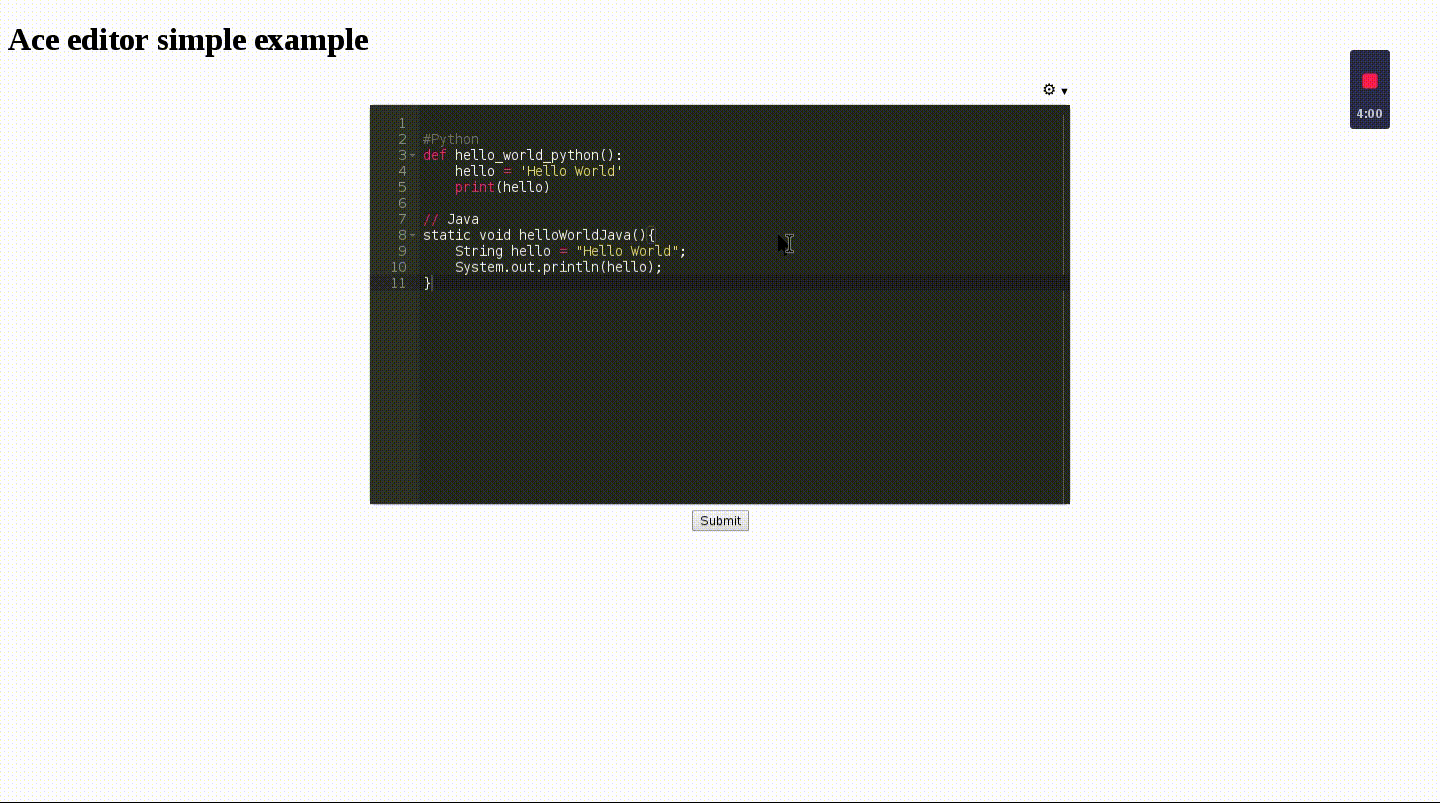 Ace editor simple example
4:00
1
2 #Python
3 def hello_world_python():
4     hello = 'Hello World'
5     print(hello)
6
7 // Java
8 static void helloWorldJava(){
9     String hello = "Hello World";
10     System.out.println(hello);
11 }
Submit